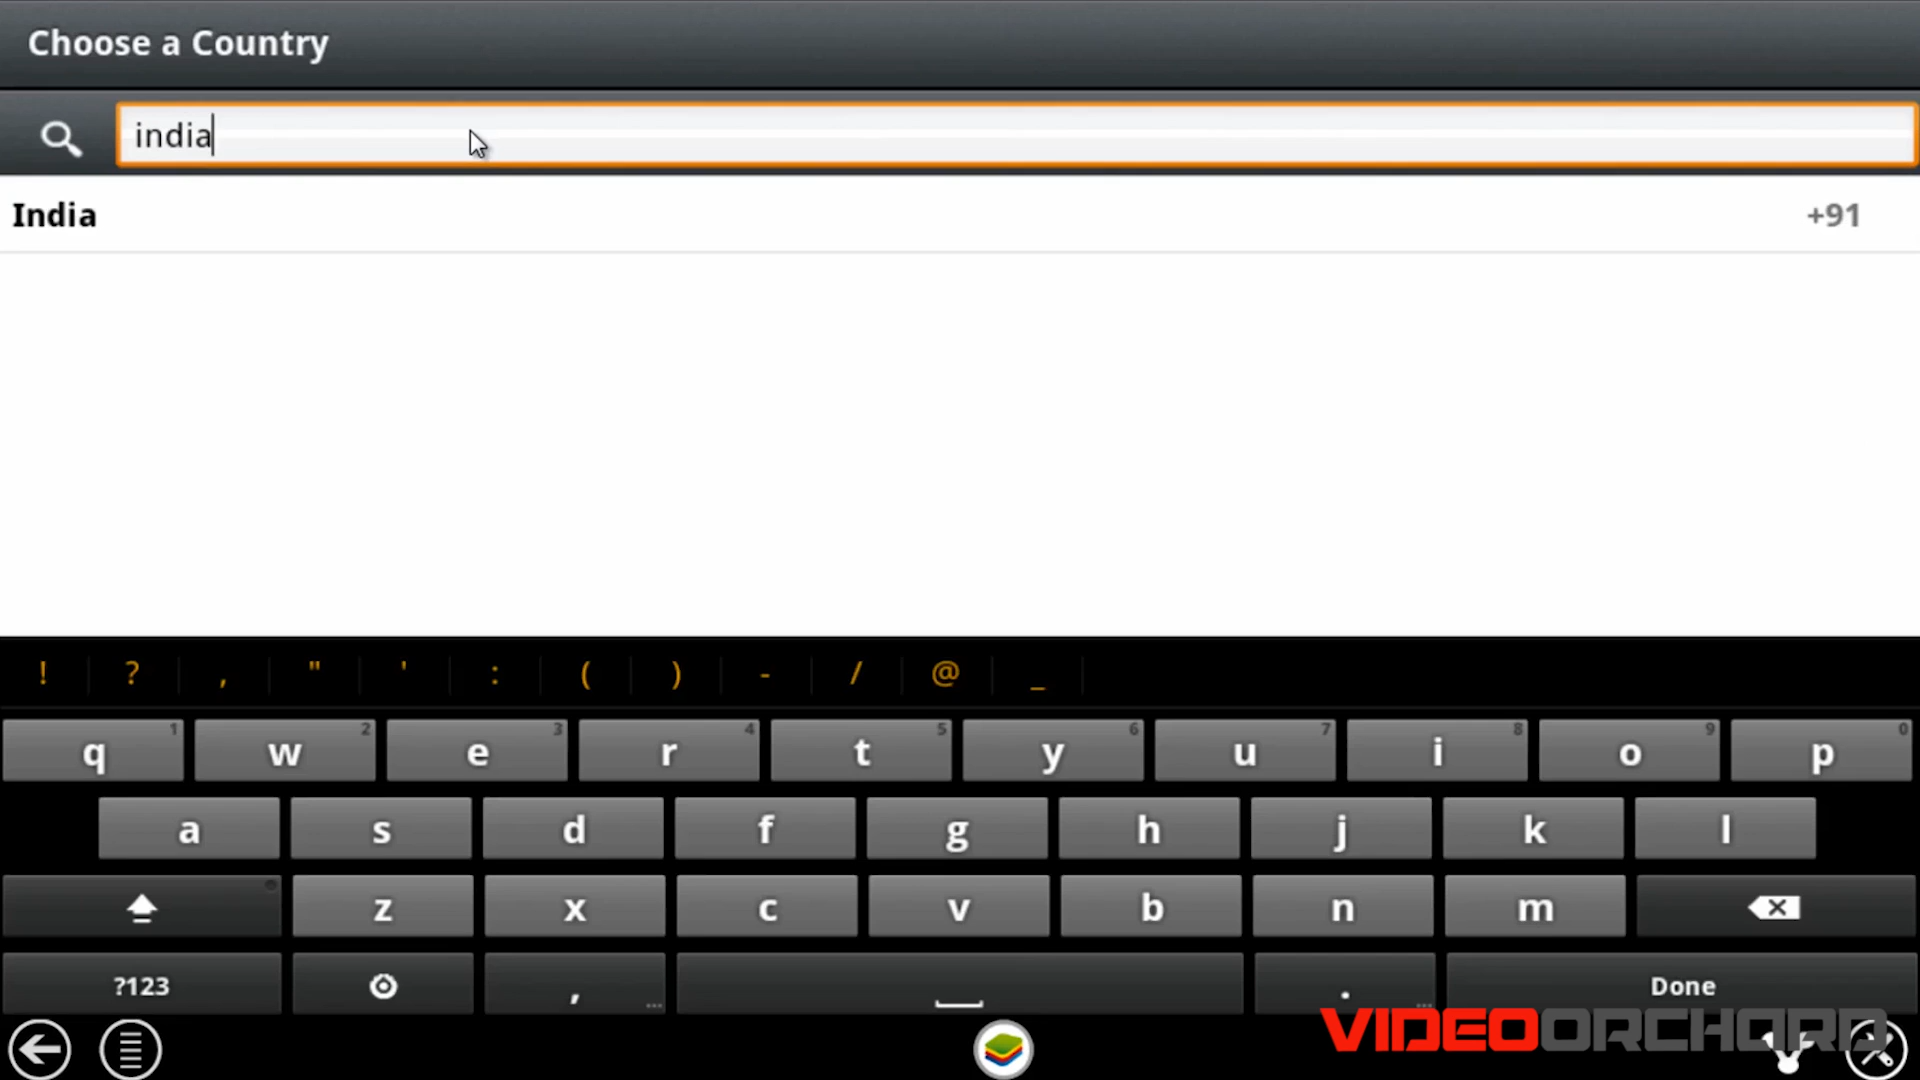 Choose a Country
india
India +91
! ? , " ' : ( ) - / @ _
1 2 3 4 5 6 7 8 9 0
q w e r t y u i o p
a s d f g h j k l
z x c v b n m
?123 , ... . ... Done
VIDEOORCHARD